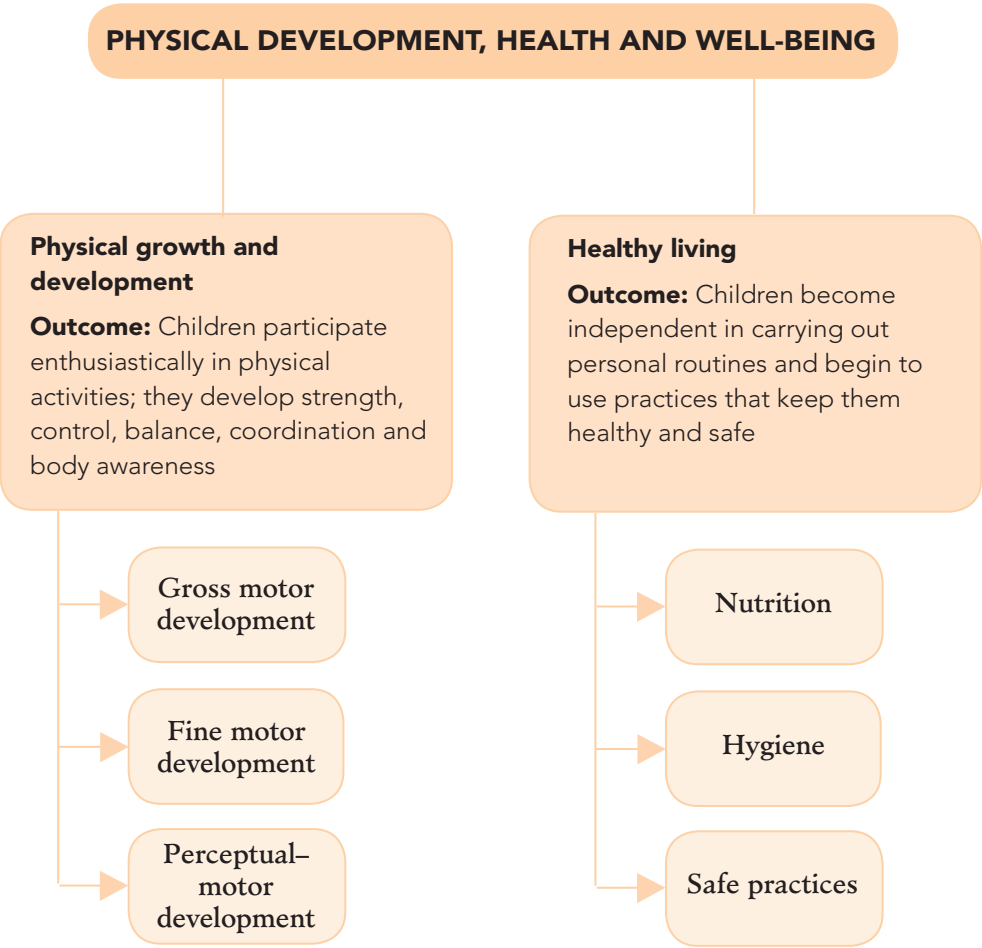 PHYSICAL DEVELOPMENT, HEALTH AND WELL-BEING
Physical growth and
development
Outcome: Children participate
enthusiastically in physical
activities; they develop strength,
control, balance, coordination and
body awareness
Gross motor
development
Fine motor
development
Perceptual–
motor
development
Healthy living
Outcome: Children become
independent in carrying out
personal routines and begin to
use practices that keep them
healthy and safe
Nutrition
Hygiene
Safe practices